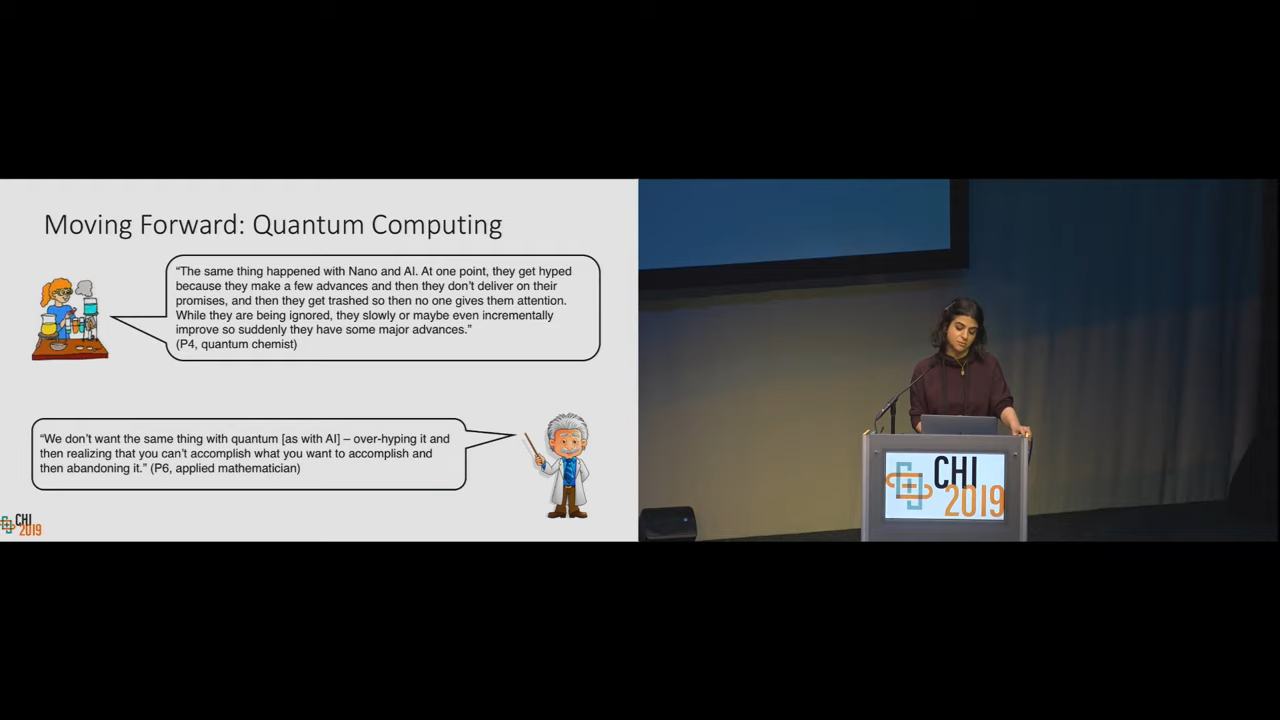 Moving Forward: Quantum Computing
“The same thing happened with Nano and AI. At one point, they get hyped
because they make a few advances and then they don’t deliver on their
promises, and then they get trashed so then no one gives them attention.
While they are being ignored, they slowly or maybe even incrementally
improve so suddenly they have some major advances.”
(P4, quantum chemist)
“We don’t want the same thing with quantum [as with AI] – over-hyping it and
then realizing that you can’t accomplish what you want to accomplish and
then abandoning it.” (P6, applied mathematician)
CHI
2019
CHI
2019